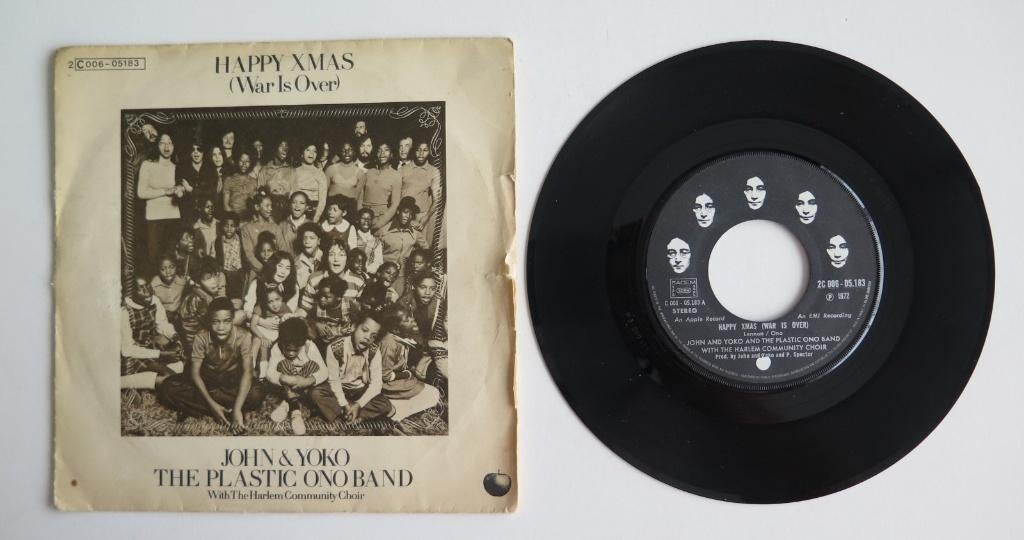 2C006-05183
HAPPY XMAS
(War Is Over)
JOHN & YOKO
THE PLASTIC ONO BAND
With The Harlem Community Choir
SACEM
C 006 - 05.183 A
STEREO
2C 006 - 05.183
℗ 1972
An Apple Record
An EMI Recording
HAPPY XMAS (WAR IS OVER)
Lennon / Ono
JOHN AND YOKO AND THE PLASTIC ONO BAND
WITH THE HARLEM COMMUNITY CHOIR
Prod. by John and Yoko and P. Spector